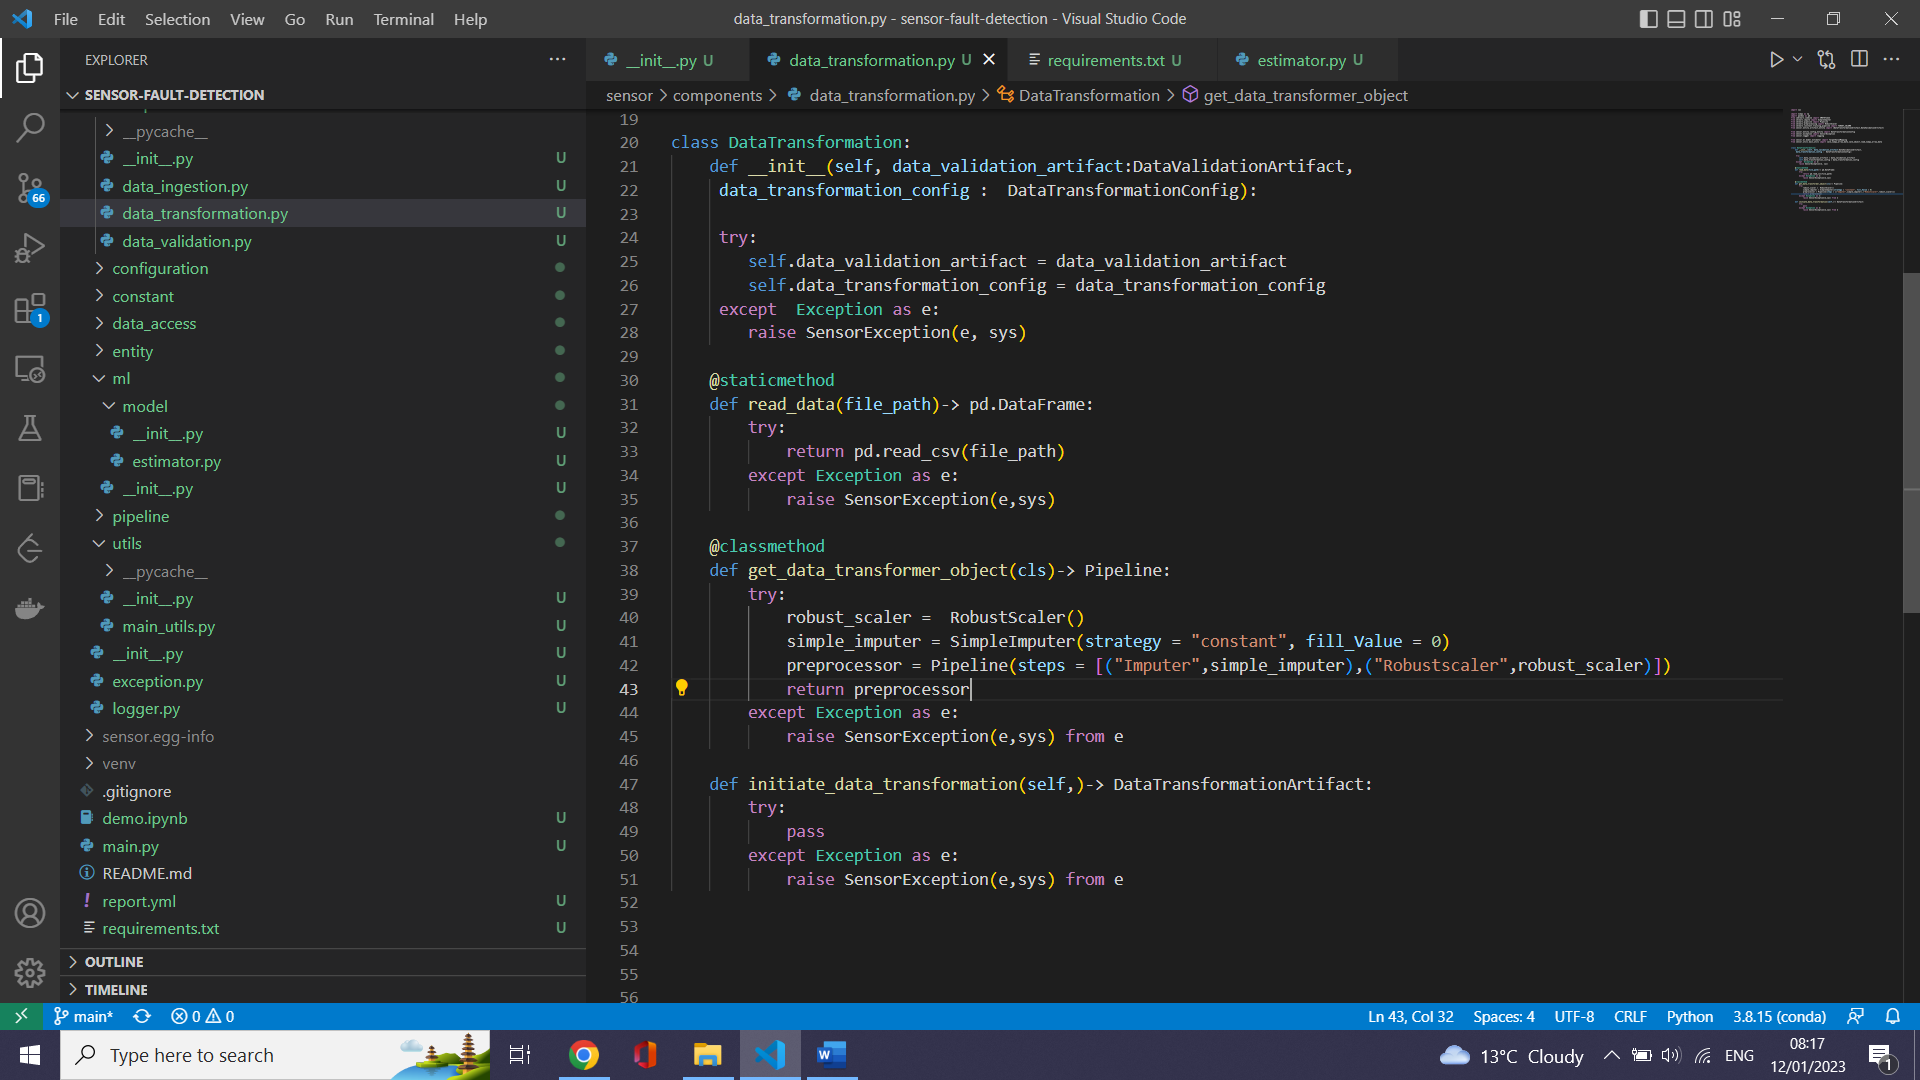 File Edit Selection View Go Run Terminal Help
data_transformation.py - sensor-fault-detection - Visual Studio Code
EXPLORER
__init__.py U
data_transformation.py U
requirements.txt U
estimator.py U
SENSOR-FAULT-DETECTION
sensor > components > data_transformation.py > DataTransformation > get_data_transformer_object
__pycache__
__init__.py U
data_ingestion.py U
data_transformation.py U
data_validation.py U
configuration
constant
data_access
entity
ml
model
__init__.py U
estimator.py U
__init__.py U
pipeline
utils
__pycache__
__init__.py U
main_utils.py U
__init__.py U
exception.py U
logger.py U
sensor.egg-info
venv
.gitignore
demo.ipynb U
main.py U
README.md
report.yml U
requirements.txt U
OUTLINE
TIMELINE
66
1
19
20 class DataTransformation:
21 def __init__(self, data_validation_artifact:DataValidationArtifact,
22 data_transformation_config :  DataTransformationConfig):
23
24 try:
25 self.data_validation_artifact = data_validation_artifact
26 self.data_transformation_config = data_transformation_config
27 except  Exception as e:
28 raise SensorException(e, sys)
29
30 @staticmethod
31 def read_data(file_path)-> pd.DataFrame:
32 try:
33 return pd.read_csv(file_path)
34 except Exception as e:
35 raise SensorException(e,sys)
36
37 @classmethod
38 def get_data_transformer_object(cls)-> Pipeline:
39 try:
40 robust_scaler =  RobustScaler()
41 simple_imputer = SimpleImputer(strategy = "constant", fill_Value = 0)
42 preprocessor = Pipeline(steps = [("Imputer",simple_imputer),("Robustscaler",robust_scaler)])
43 return preprocessor
44 except Exception as e:
45 raise SensorException(e,sys) from e
46
47 def initiate_data_transformation(self,)-> DataTransformationArtifact:
48 try:
49 pass
50 except Exception as e:
51 raise SensorException(e,sys) from e
52
53
54
55
56
main* 0 0
Ln 43, Col 32 Spaces: 4 UTF-8 CRLF Python 3.8.15 (conda)
Type here to search
13°C Cloudy
ENG
08:17
12/01/2023
1